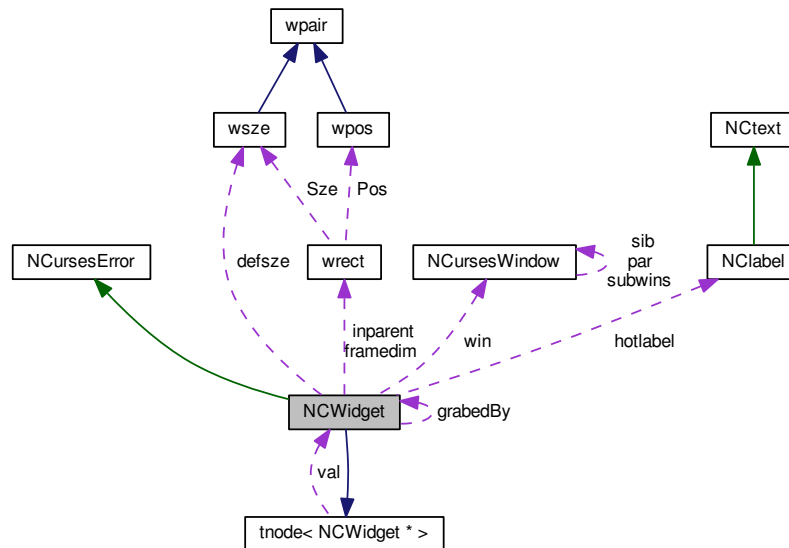 wpair
wsze
wpos
NCtext
Sze
Pos
NCursesError
defsze
wrect
NCursesWindow
sib
par
subwins
NClabel
inparent
framedim
win
hotlabel
NCWidget
grabedBy
val
tnode< NCWidget * >